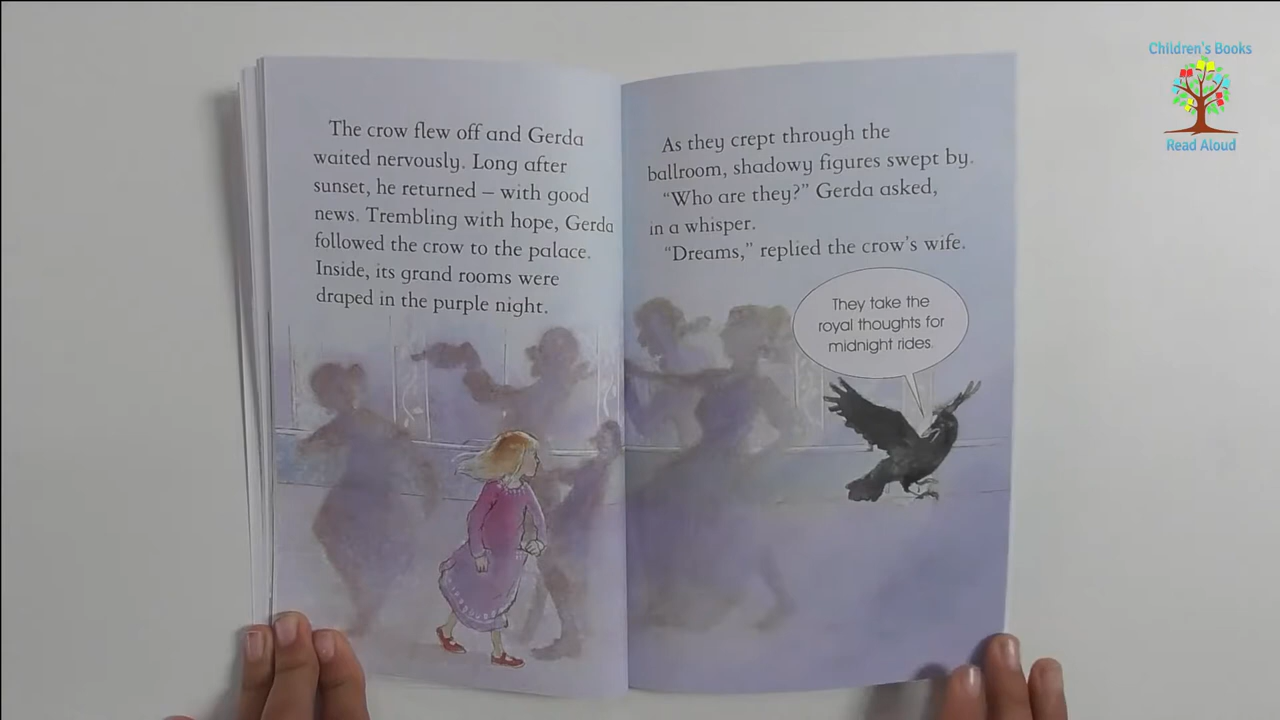 The crow flew off and Gerda
waited nervously. Long after
sunset, he returned – with good
news. Trembling with hope, Gerda
followed the crow to the palace.
Inside, its grand rooms were
draped in the purple night.
As they crept through the
ballroom, shadowy figures swept by.
“Who are they?” Gerda asked,
in a whisper.
“Dreams,” replied the crow’s wife.
They take the
royal thoughts for
midnight rides.
Children's Books
Read Aloud